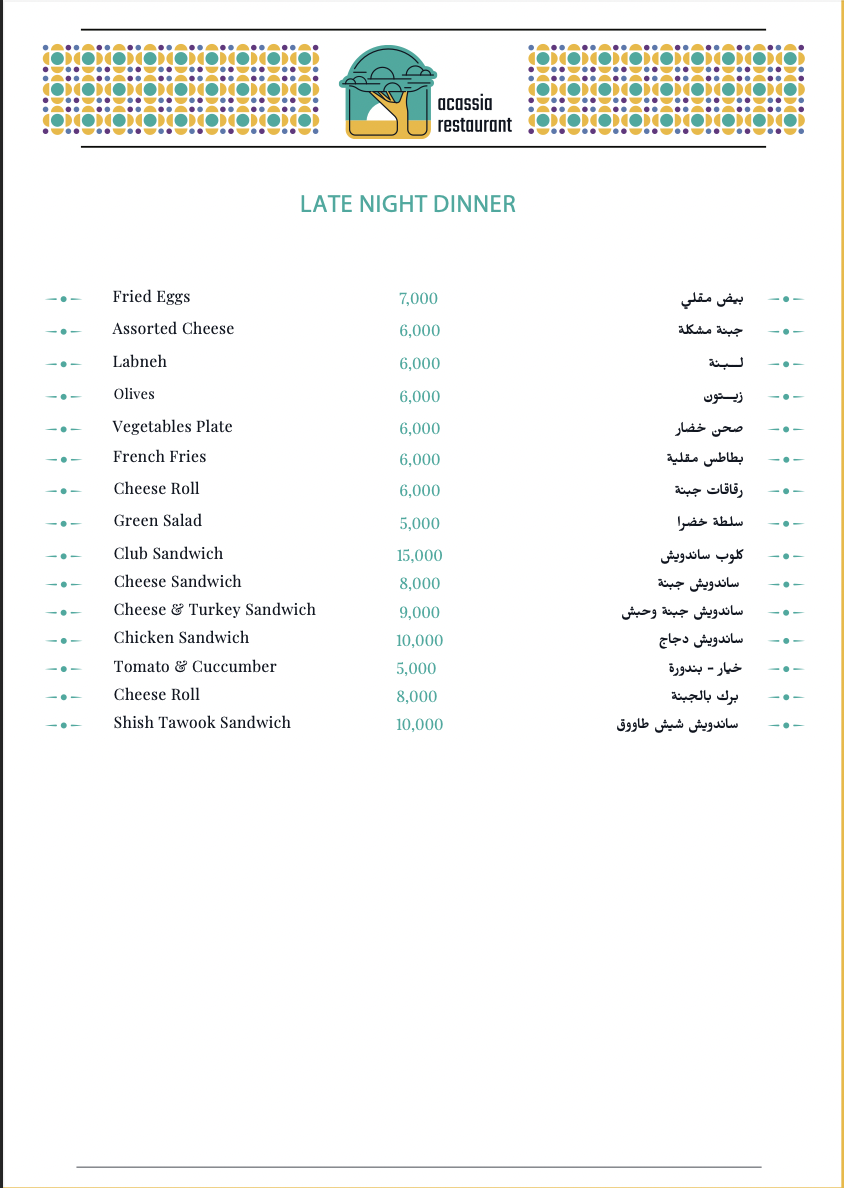 acassia
restaurant
LATE NIGHT DINNER
Fried Eggs 7,000 بيض مقلي
Assorted Cheese 6,000 جبنة مشكلة
Labneh 6,000 لـــبـنة
Olives 6,000 زيـــتون
Vegetables Plate 6,000 صحن خضار
French Fries 6,000 بطاطس مقلية
Cheese Roll 6,000 رقاقات جبنة
Green Salad 5,000 سلطة خضرا
Club Sandwich 15,000 كلوب ساندويش
Cheese Sandwich 8,000 ساندويش جبنة
Cheese & Turkey Sandwich 9,000 ساندويش جبنة وحبش
Chicken Sandwich 10,000 ساندويش دجاج
Tomato & Cuccumber 5,000 خيار - بندورة
Cheese Roll 8,000 برك بالجبنة
Shish Tawook Sandwich 10,000 ساندويش شيش طاووق